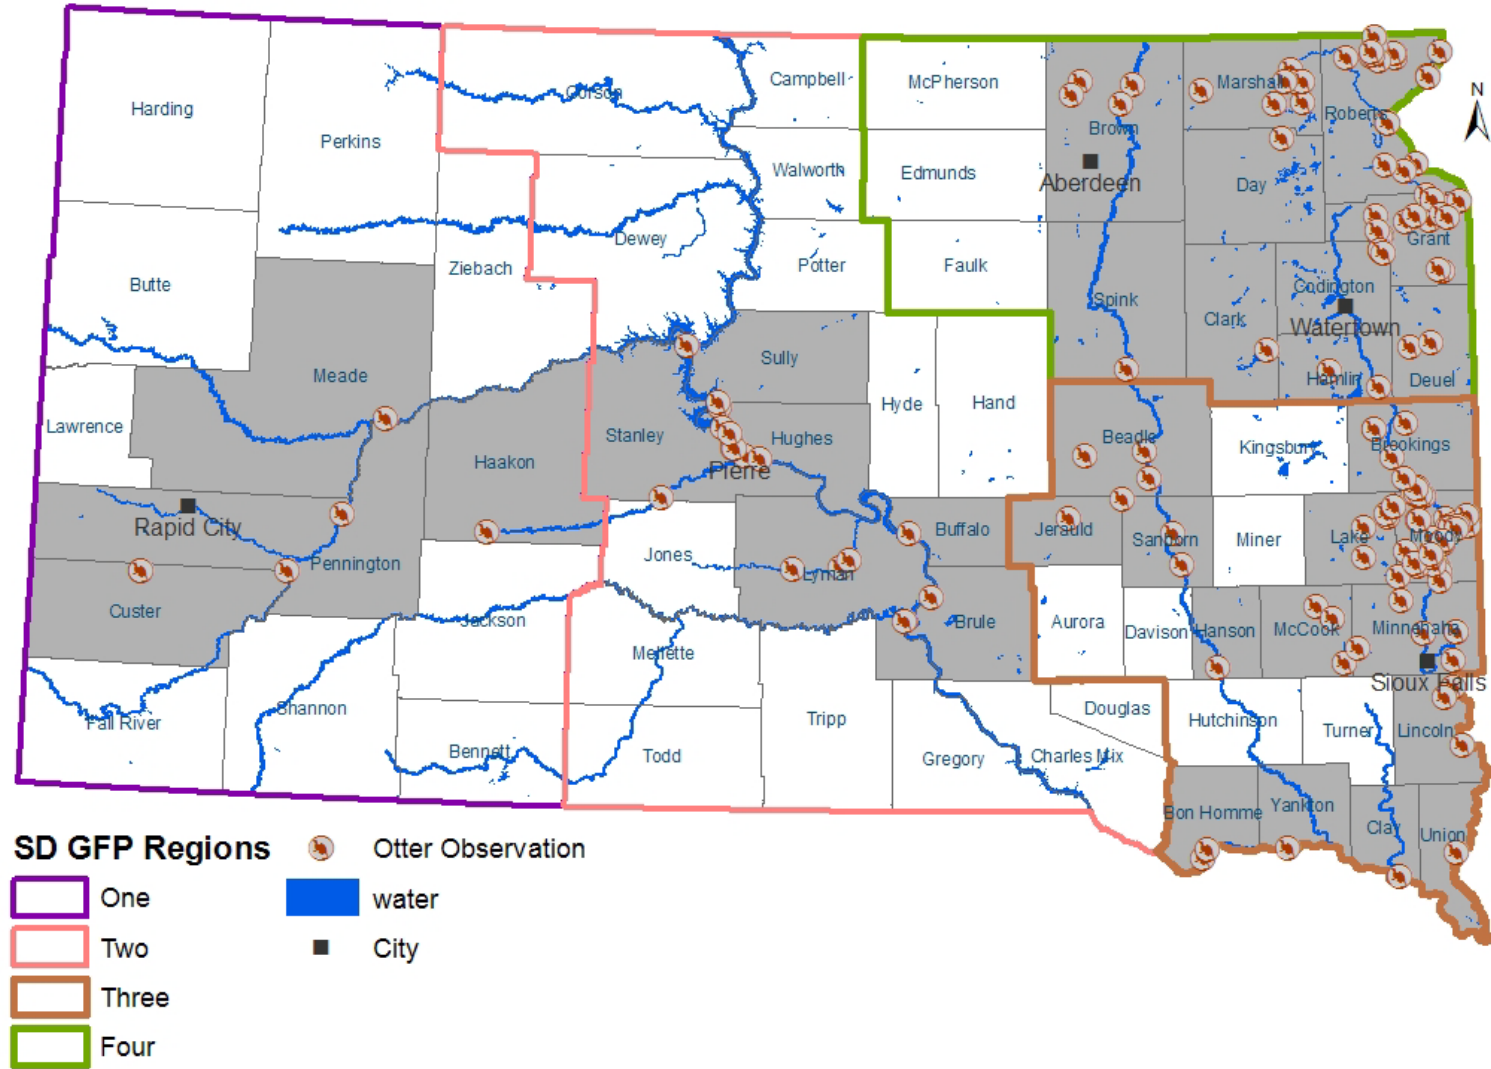 Harding
Perkins
Corson
Campbell
McPherson
Brown
Marshall
Roberts
N
Walworth
Edmunds
Aberdeen
Day
Dewey
Grant
Butte
Ziebach
Potter
Faulk
Spink
Clark
Codington
Watertown
Meade
Sully
Hamlin
Deuel
Lawrence
Haakon
Stanley
Hughes
Hyde
Hand
Beadle
Kingsbury
Brookings
Pierre
Rapid City
Pennington
Jones
Lyman
Buffalo
Jerauld
Sanborn
Miner
Lake
Moody
Custer
Jackson
Mellette
Brule
Aurora
Davison
Hanson
McCook
Minnehaha
Sioux Falls
Fall River
Shannon
Bennett
Todd
Tripp
Gregory
Charles Mix
Douglas
Hutchinson
Turner
Lincoln
Bon Homme
Yankton
Clay
Union
SD GFP Regions
One
Two
Three
Four
Otter Observation
water
City